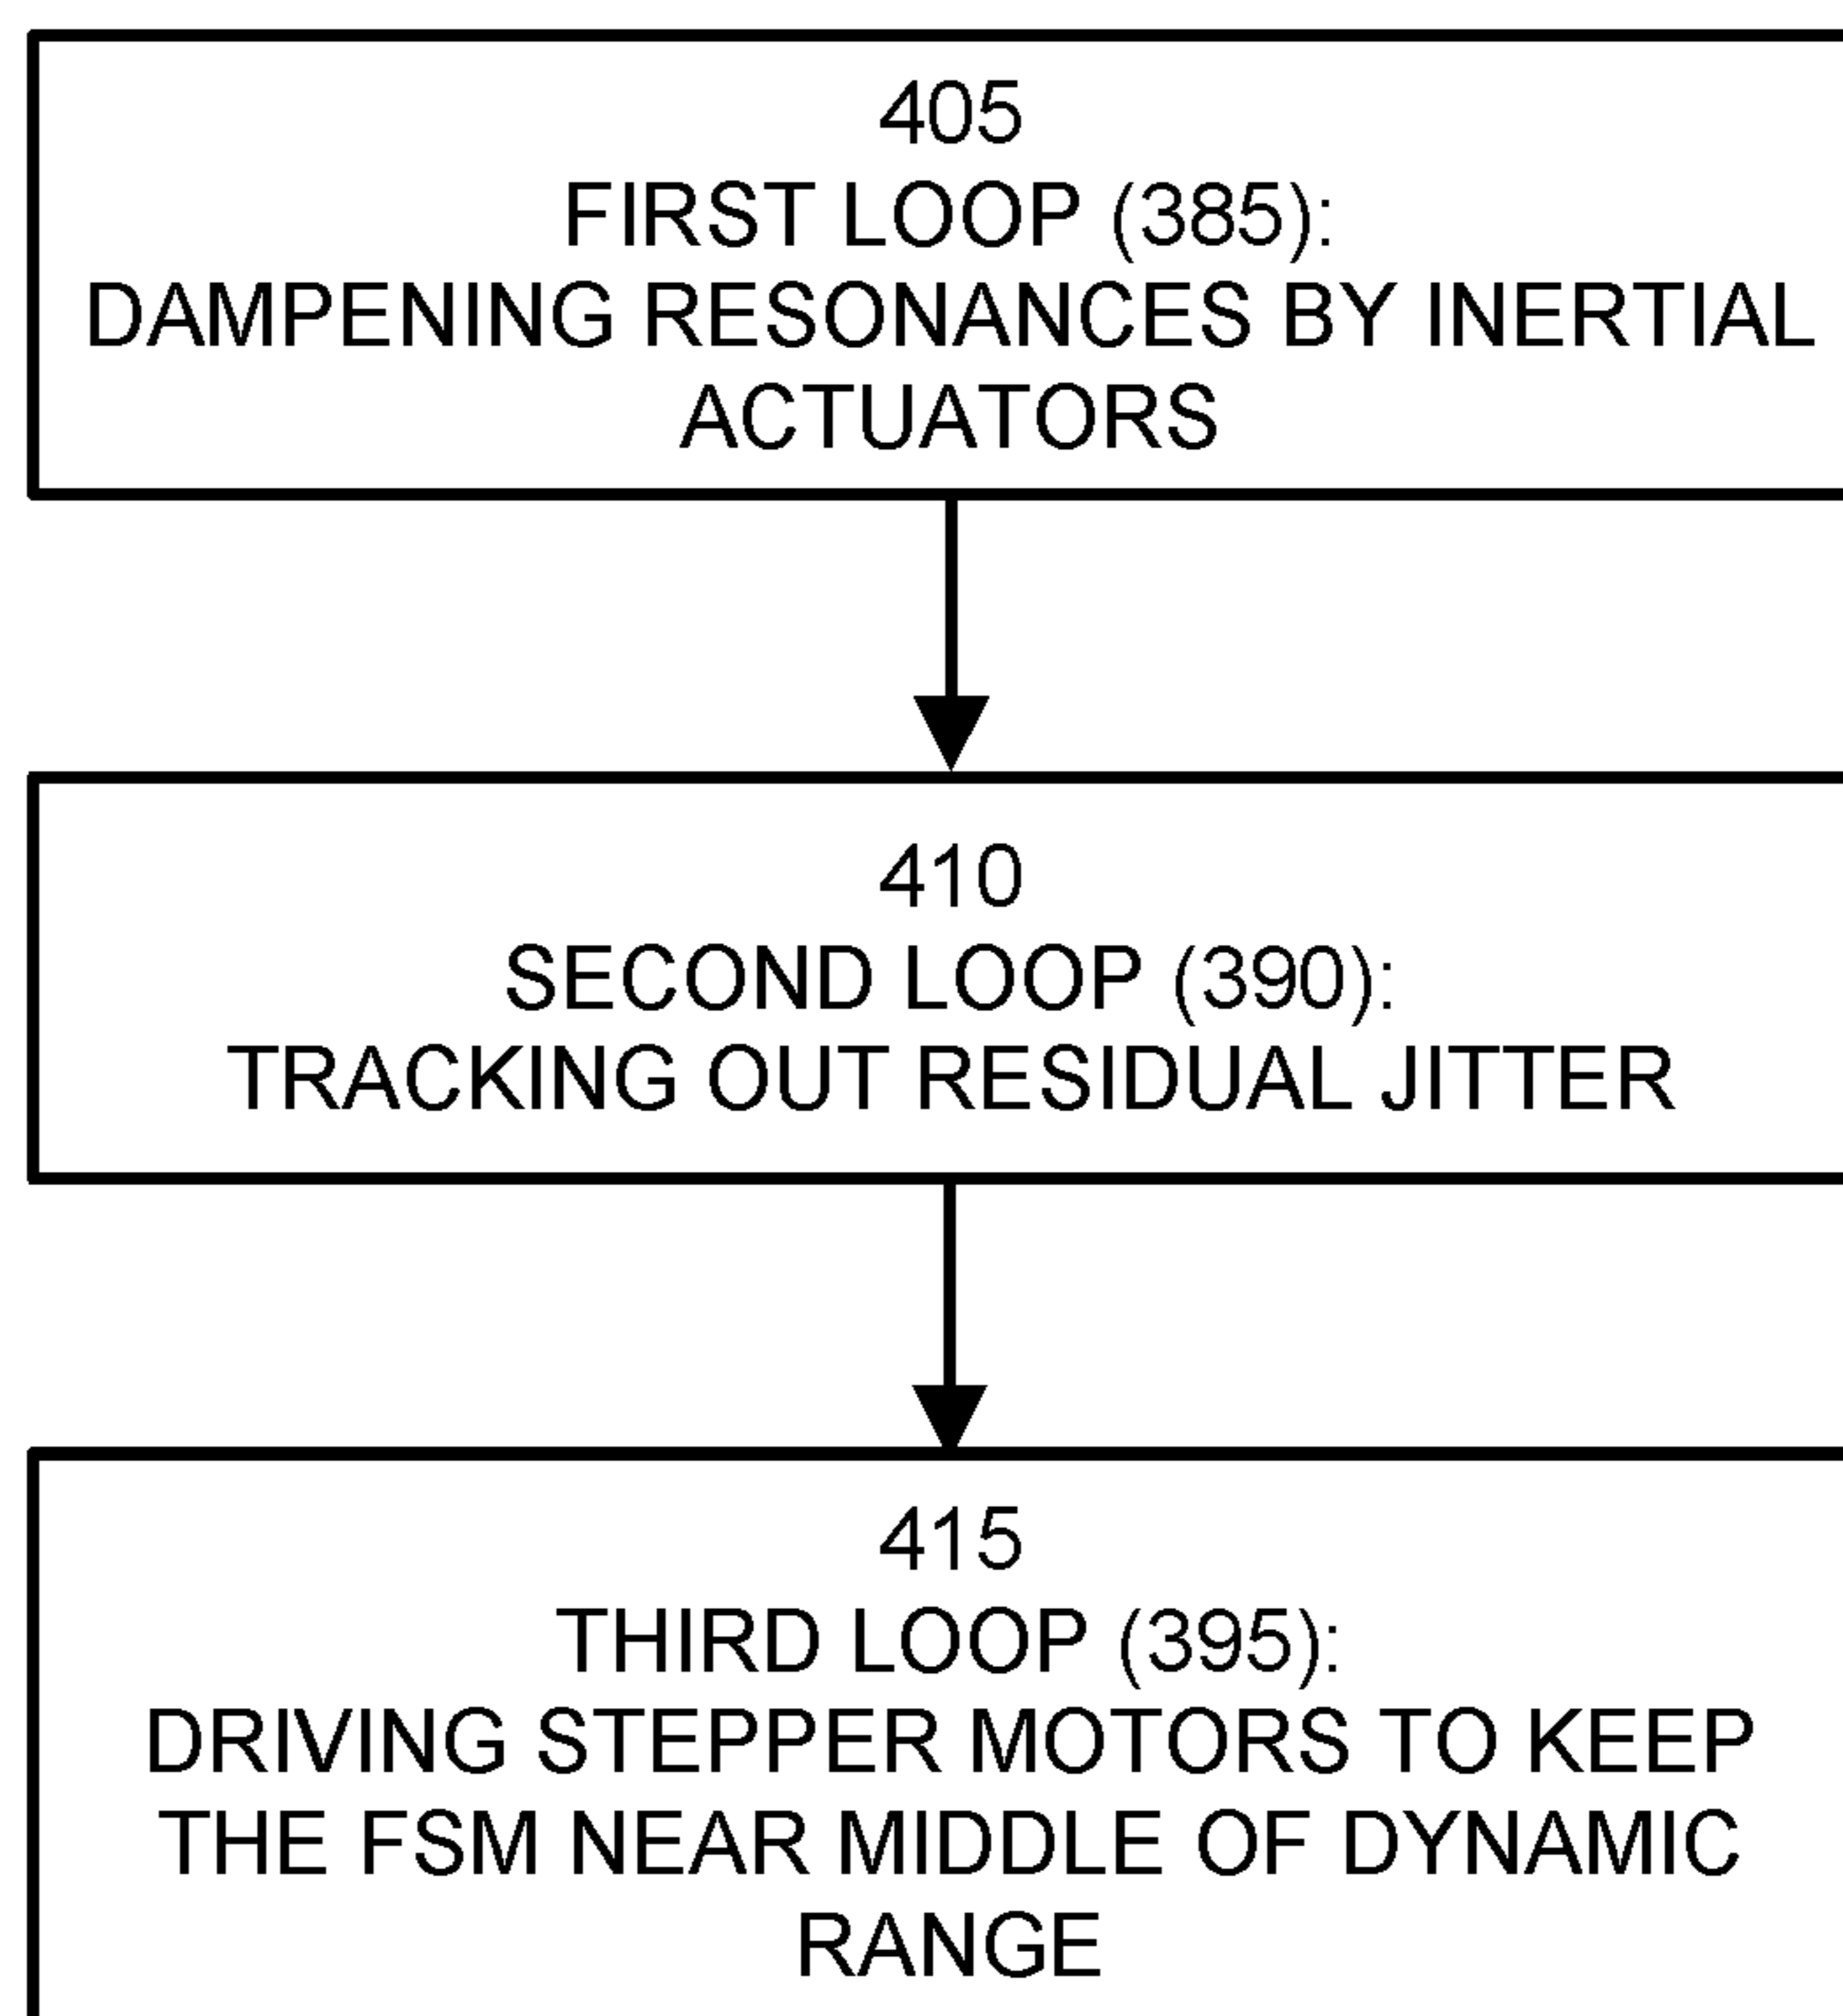 405
FIRST LOOP (385):
DAMPENING RESONANCES BY INERTIAL
ACTUATORS
410
SECOND LOOP (390):
TRACKING OUT RESIDUAL JITTER
415
THIRD LOOP (395):
DRIVING STEPPER MOTORS TO KEEP
THE FSM NEAR MIDDLE OF DYNAMIC
RANGE